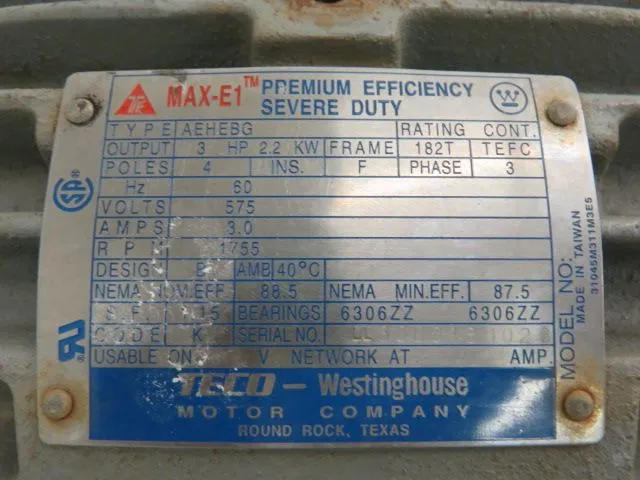 MAX-E1™ PREMIUM EFFICIENCY
SEVERE DUTY
TYPE AEHEBG RATING CONT.
OUTPUT 3 HP 2.2 KW FRAME 182T TEFC
POLES 4 INS. F PHASE 3
Hz 60
VOLTS 575
AMPS 3.0
RPM 1755
DESIGN B AMB 40°C
NEMA NOM.EFF. 88.5 NEMA MIN.EFF. 87.5
S.F. 15 BEARINGS 6306ZZ 6306ZZ
CODE K SERIAL NO.
USABLE ON V NETWORK AT AMP.
TECO - Westinghouse
MOTOR COMPANY
ROUND ROCK, TEXAS
MODEL NO:
MADE IN TAIWAN
31045M311M3E5